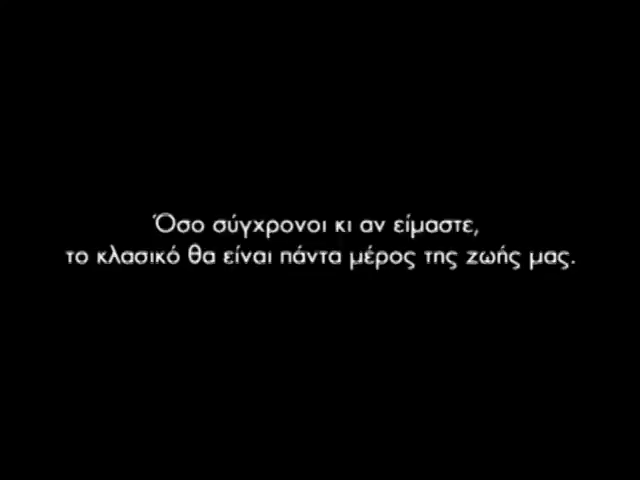 Όσο σύγχρονοι κι αν είμαστε,
το κλασικό θα είναι πάντα μέρος της ζωής μας.